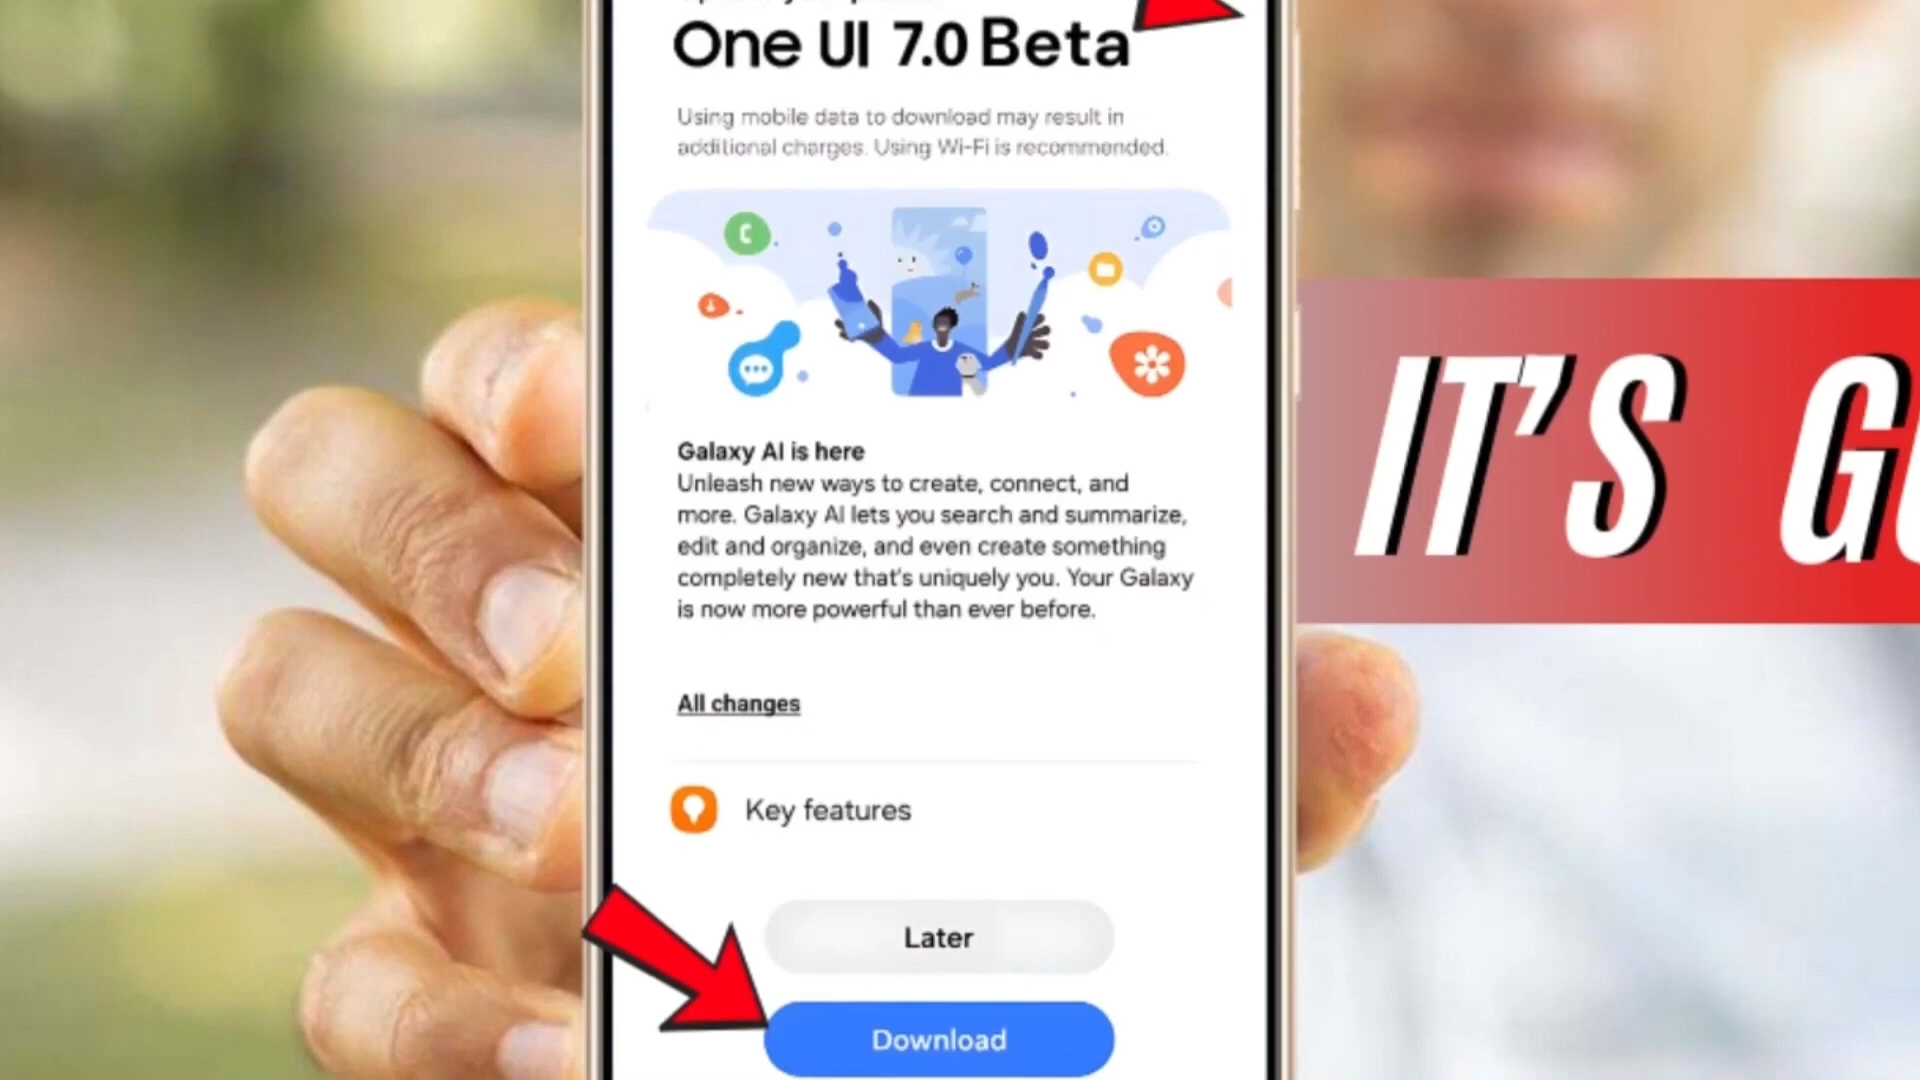 One UI 7.0 Beta
Using mobile data to download may result in
additional charges. Using Wi-Fi is recommended.
IT'S
Galaxy AI is here
Unleash new ways to create, connect, and
more. Galaxy AI lets you search and summarize,
edit and organize, and even create something
completely new that's uniquely you. Your Galaxy
is now more powerful than ever before.
All changes
Key features
Later
Download